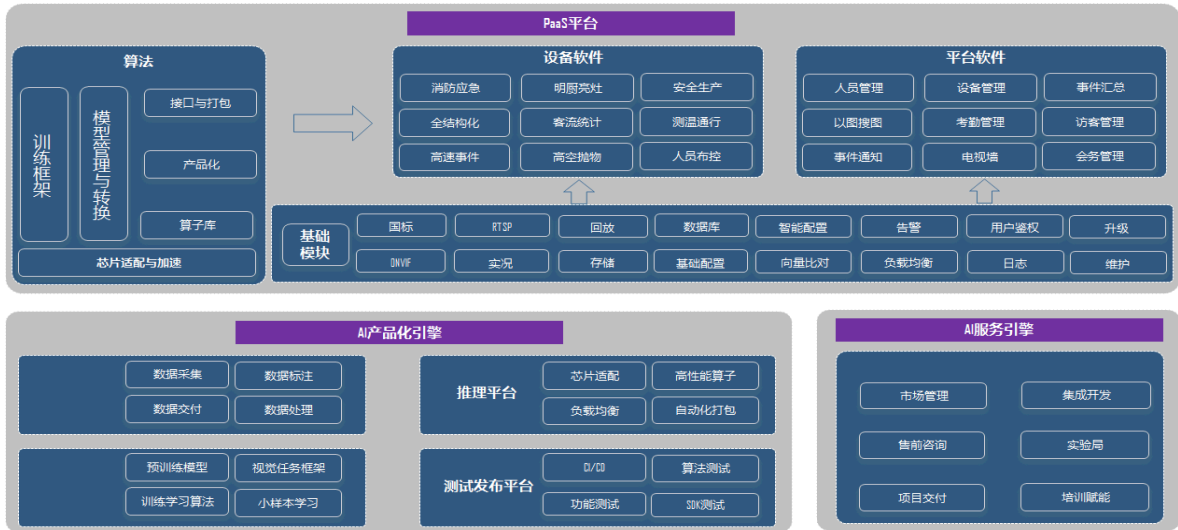 PaaS平台
算法
训练框架
模型管理与转换
接口与打包
产品化
算子库
芯片适配与加速
设备软件
消防应急
明厨亮灶
安全生产
全结构化
客流统计
测温通行
高速事件
高空抛物
人员布控
平台软件
人员管理
设备管理
事件汇总
以图搜图
考勤管理
访客管理
事件通知
电视墙
会务管理
基础
模块
国标
RTSP
回放
数据库
智能配置
告警
用户鉴权
升级
ONVIF
实况
存储
基础配置
向量比对
负载均衡
日志
维护
AI产品化引擎
数据采集
数据标注
数据交付
数据处理
推理平台
芯片适配
高性能算子
负载均衡
自动化打包
预训练模型
视觉任务框架
训练学习算法
小样本学习
测试发布平台
CI/CD
算法测试
功能测试
SDK测试
AI服务引擎
市场管理
集成开发
售前咨询
实验局
项目交付
培训赋能